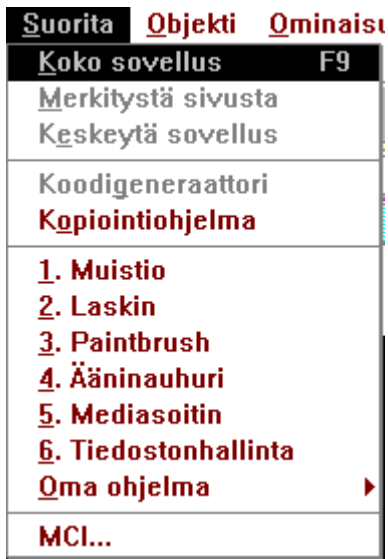 Suorita Objekti Ominaisu
Koko sovellus F9
Merkitystä sivusta
Keskeytä sovellus
Koodigeneraattori
Kopiointiohjelma
1. Muistio
2. Laskin
3. Paintbrush
4. Ääninauhuri
5. Mediasoitin
6. Tiedostonhallinta
Oma ohjelma
MCI...